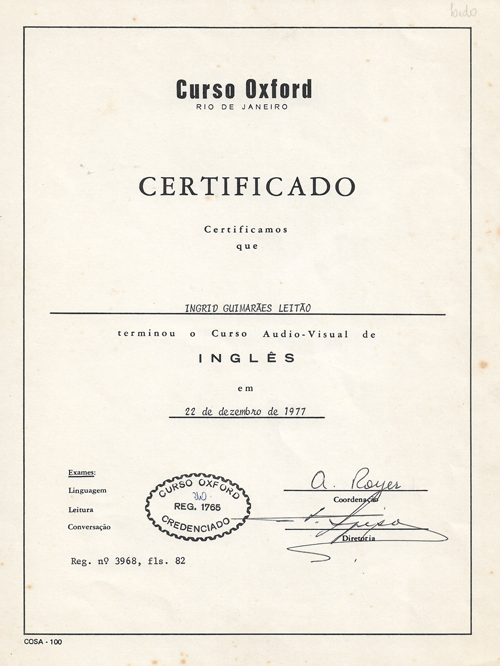 Curso Oxford
RIO DE JANEIRO
CERTIFICADO
Certificamos
que
INGRID GUIMARÃES LEITÃO
terminou o Curso Audio-Visual de
INGLÊS
em
22 de dezembro de 1977
Exames:
Linguagem
Leitura
Conversação
CURSO OXFORD
REG. 1765
CREDENCIADO
A. Royer
Coordenação
Diretoria
Reg. nº 3968, fls. 82
COSA - 100